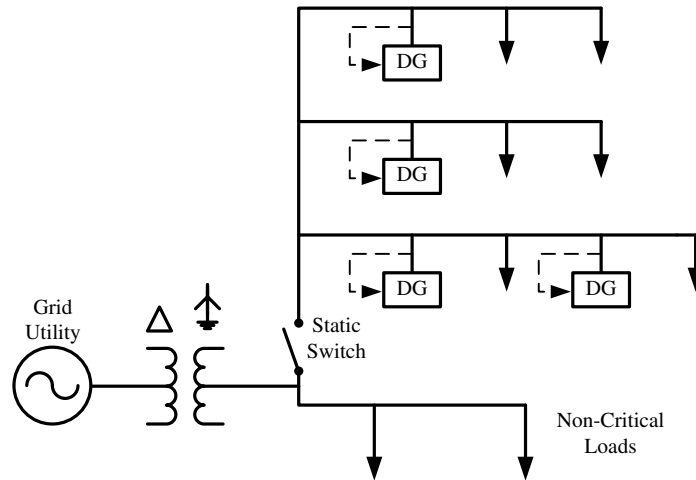 DG
DG
DG
DG
Grid
Utility
Static
Switch
Non-Critical
Loads